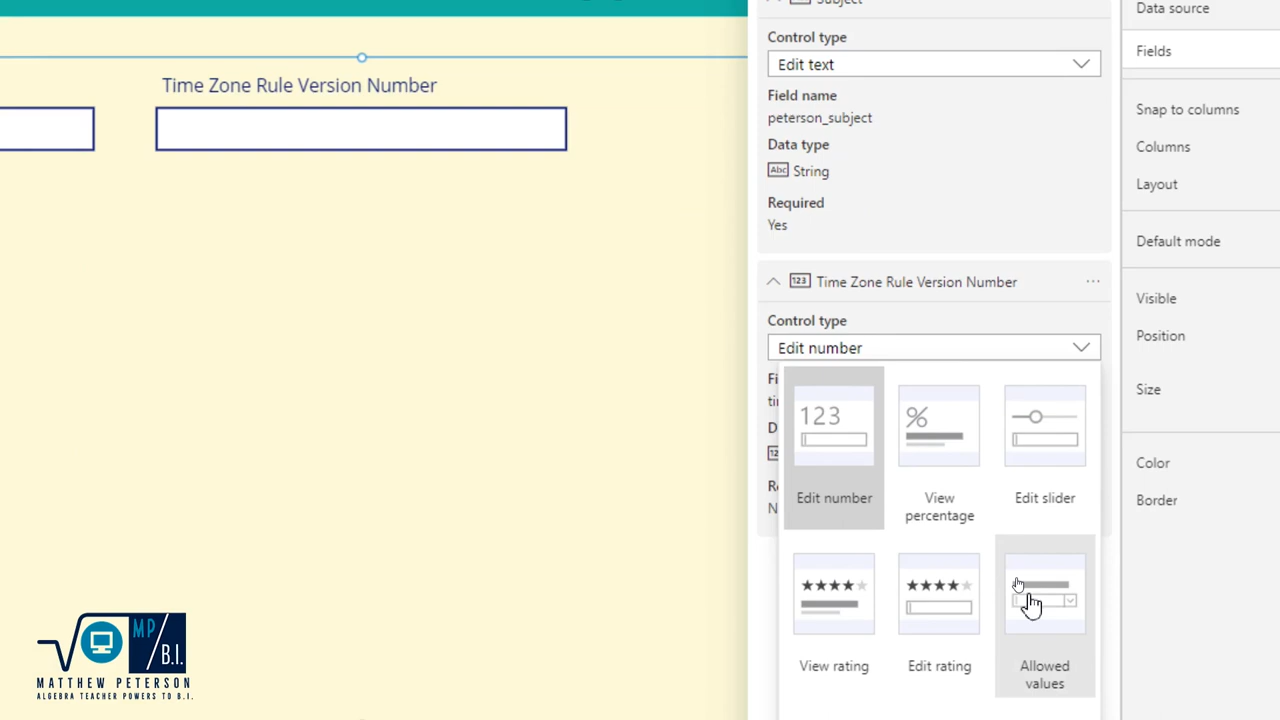 Subject
Data source
Control type
Edit text
Fields
Time Zone Rule Version Number
Field name
peterson_subject
Snap to columns
Data type
Columns
Abc String
Layout
Required
Yes
Default mode
123 Time Zone Rule Version Number ...
Visible
Control type
Position
Edit number
Size
123
%
Color
Edit number
View percentage
Edit slider
Border
View rating
Edit rating
Allowed values
MP
B.I.
MATTHEW PETERSON
ALGEBRA TEACHER POWERS TO B.I.